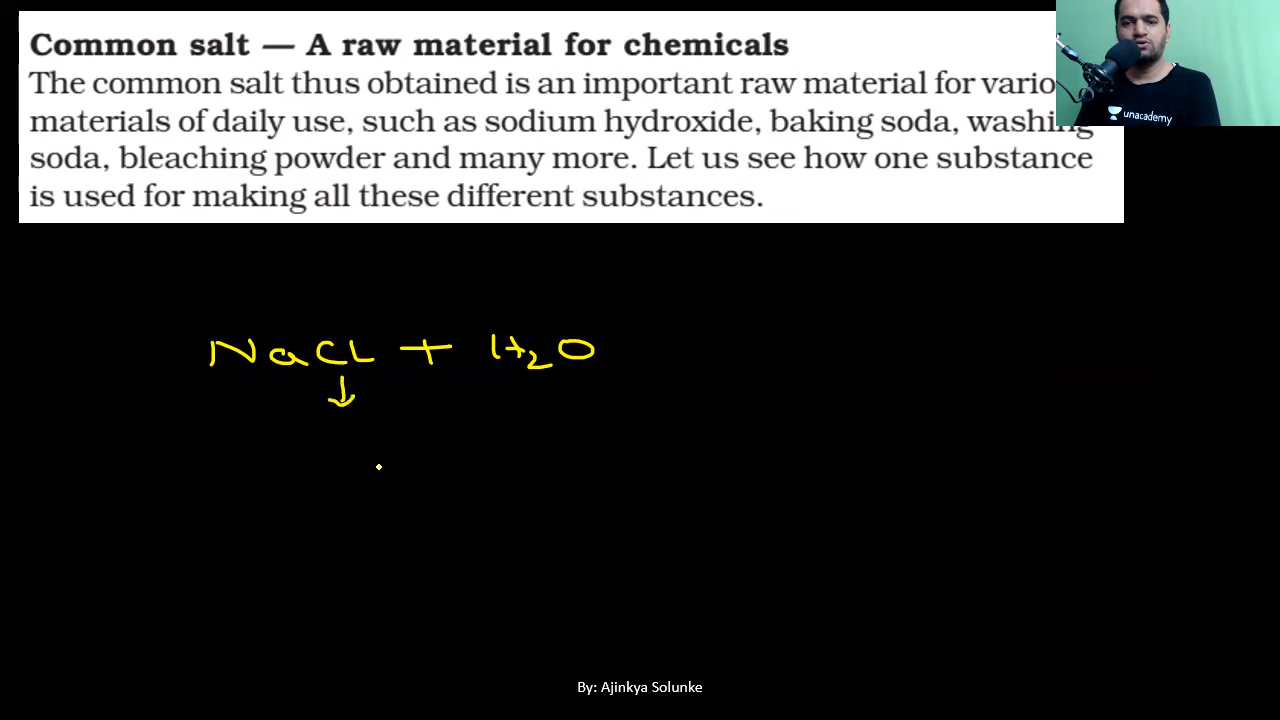 Common salt — A raw material for chemicals
The common salt thus obtained is an important raw material for
materials of daily use, such as sodium hydroxide, baking soda, washing
soda, bleaching powder and many more. Let us see how one substance
is used for making all these different substances.
unacademy
NaCl + H₂O
↓
By: Ajinkya Solunke